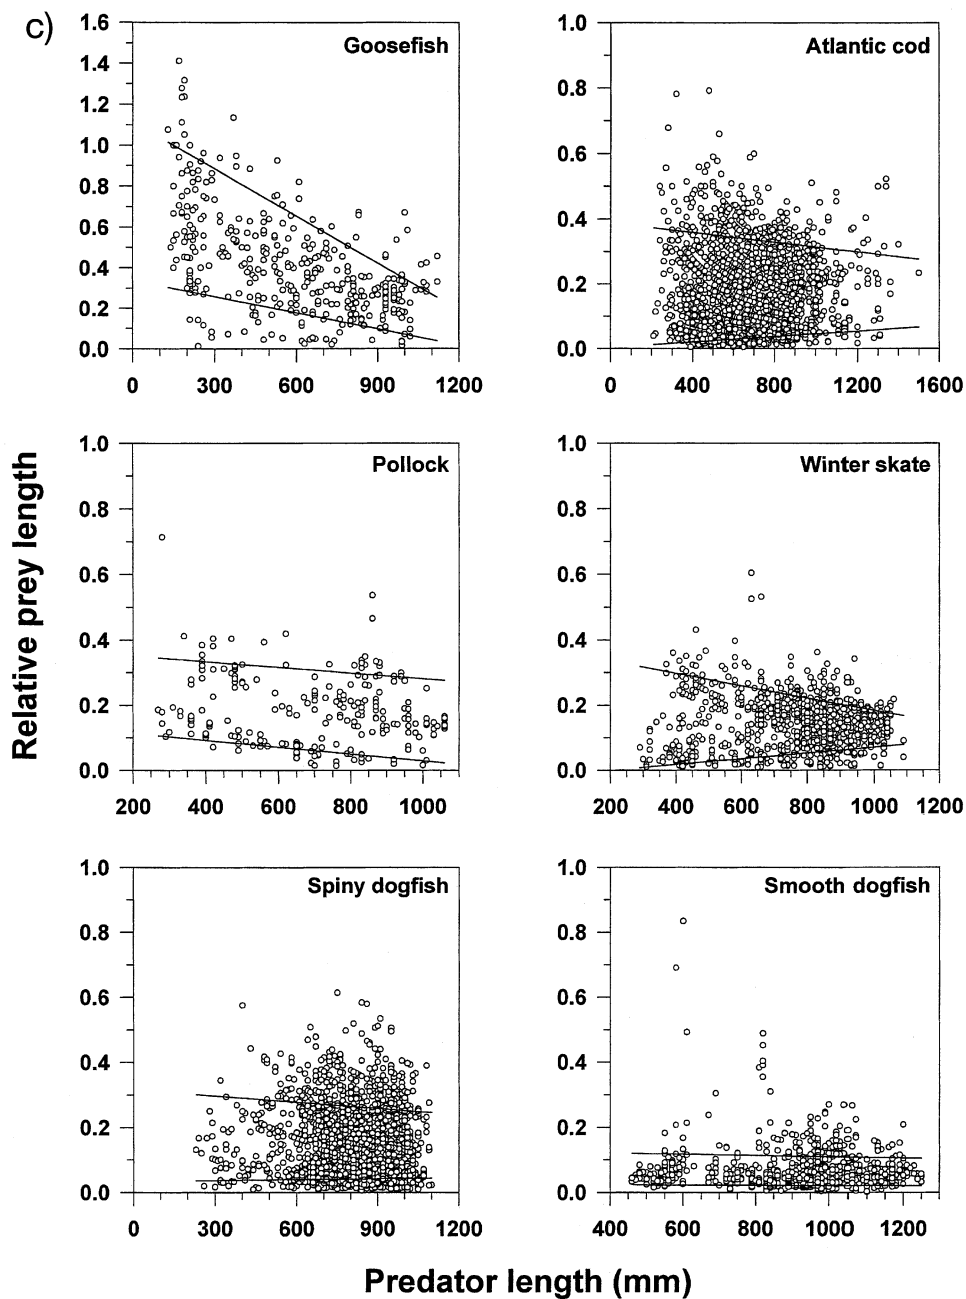 c)
Goosefish
1.6
1.4
1.2
1.0
0.8
0.6
0.4
0.2
0.0
0 300 600 900 1200
Atlantic cod
1.0
0.8
0.6
0.4
0.2
0.0
0 400 800 1200 1600
Pollock
1.0
0.8
0.6
0.4
0.2
0.0
200 400 600 800 1000
Winter skate
1.0
0.8
0.6
0.4
0.2
0.0
200 400 600 800 1000 1200
Spiny dogfish
1.0
0.8
0.6
0.4
0.2
0.0
0 300 600 900 1200
Smooth dogfish
1.0
0.8
0.6
0.4
0.2
0.0
400 600 800 1000 1200
Relative prey length
Predator length (mm)